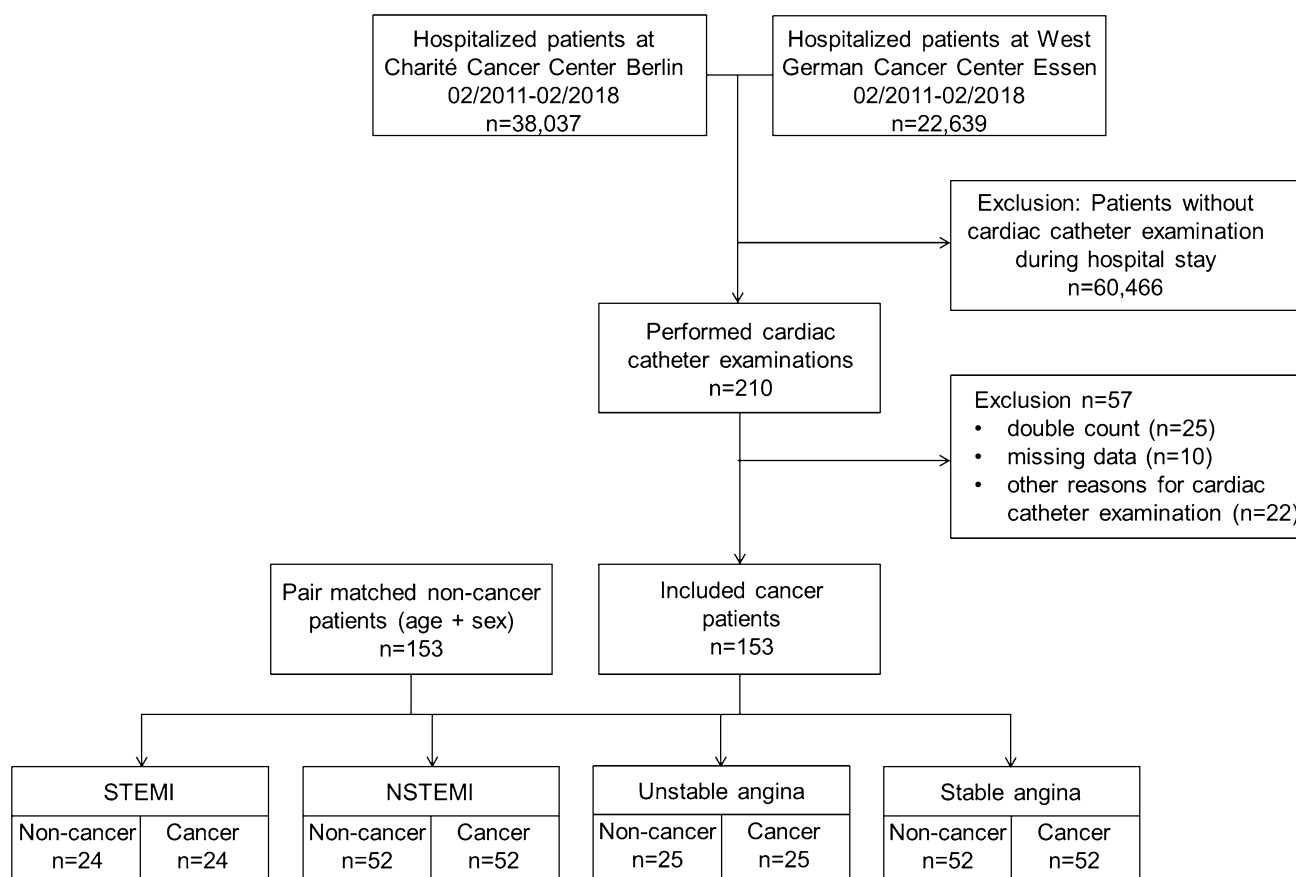 Hospitalized patients at
Charité Cancer Center Berlin
02/2011-02/2018
n=38,037
Hospitalized patients at West
German Cancer Center Essen
02/2011-02/2018
n=22,639
Exclusion: Patients without
cardiac catheter examination
during hospital stay
n=60,466
Performed cardiac
catheter examinations
n=210
Exclusion n=57
• double count (n=25)
• missing data (n=10)
• other reasons for cardiac
catheter examination (n=22)
Pair matched non-cancer
patients (age + sex)
n=153
Included cancer
patients
n=153
STEMI
Non-cancer
n=24
Cancer
n=24
NSTEMI
Non-cancer
n=52
Cancer
n=52
Unstable angina
Non-cancer
n=25
Cancer
n=25
Stable angina
Non-cancer
n=52
Cancer
n=52